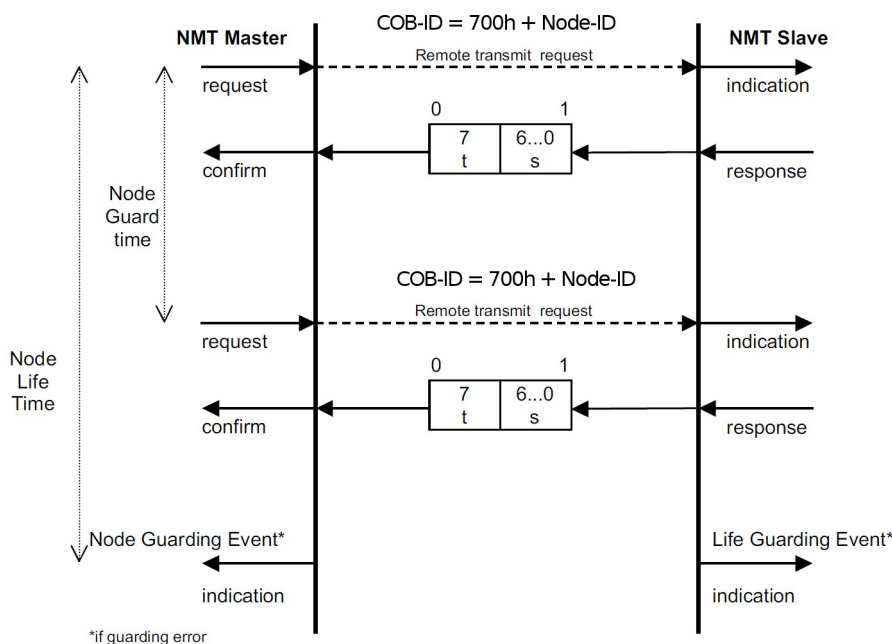 COB-ID = 700h + Node-ID
NMT Master
NMT Slave
Remote transmit request
request
indication
0 1
7 6...0
t s
confirm
response
Node
Guard
time
COB-ID = 700h + Node-ID
Remote transmit request
request
indication
Node
Life
Time
0 1
7 6...0
t s
confirm
response
Node Guarding Event*
Life Guarding Event*
indication
indication
*if guarding error